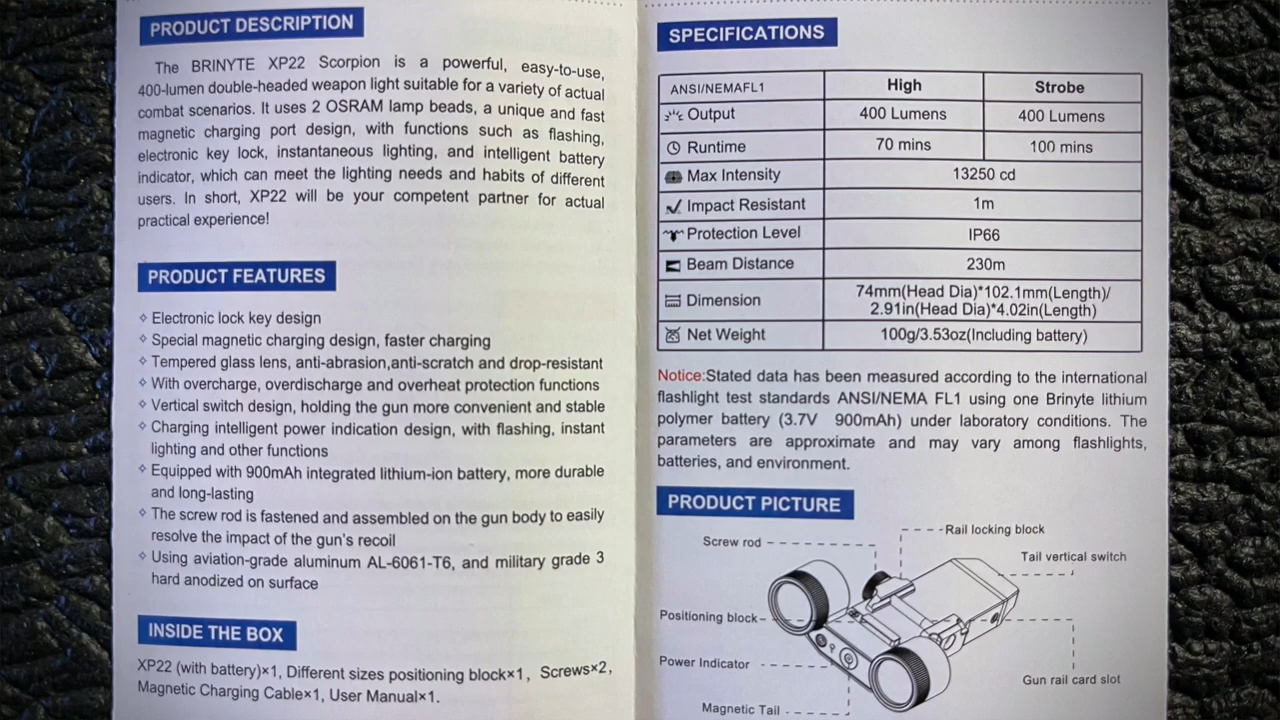 PRODUCT DESCRIPTION
The BRINYTE XP22 Scorpion is a powerful, easy-to-use,
400-lumen double-headed weapon light suitable for a variety of actual
combat scenarios. It uses 2 OSRAM lamp beads, a unique and fast
magnetic charging port design, with functions such as flashing,
electronic key lock, instantaneous lighting, and intelligent battery
indicator, which can meet the lighting needs and habits of different
users. In short, XP22 will be your competent partner for actual
practical experience!
PRODUCT FEATURES
✧ Electronic lock key design
✧ Special magnetic charging design, faster charging
✧ Tempered glass lens, anti-abrasion,anti-scratch and drop-resistant
✧ With overcharge, overdischarge and overheat protection functions
✧ Vertical switch design, holding the gun more convenient and stable
✧ Charging intelligent power indication design, with flashing, instant
lighting and other functions
✧ Equipped with 900mAh integrated lithium-ion battery, more durable
and long-lasting
✧ The screw rod is fastened and assembled on the gun body to easily
resolve the impact of the gun's recoil
✧ Using aviation-grade aluminum AL-6061-T6, and military grade 3
hard anodized on surface
INSIDE THE BOX
XP22 (with battery)×1, Different sizes positioning block×1, Screws×2,
Magnetic Charging Cable×1, User Manual×1.
SPECIFICATIONS
ANSI/NEMAFL1 High Strobe
Output 400 Lumens 400 Lumens
Runtime 70 mins 100 mins
Max Intensity 13250 cd
Impact Resistant 1m
Protection Level IP66
Beam Distance 230m
Dimension 74mm(Head Dia)*102.1mm(Length)/
2.91in(Head Dia)*4.02in(Length)
Net Weight 100g/3.53oz(Including battery)
Notice:Stated data has been measured according to the international
flashlight test standards ANSI/NEMA FL1 using one Brinyte lithium
polymer battery (3.7V 900mAh) under laboratory conditions. The
parameters are approximate and may vary among flashlights,
batteries, and environment.
PRODUCT PICTURE
Rail locking block
Screw rod
Tail vertical switch
Positioning block
Power Indicator
Gun rail card slot
Magnetic Tail